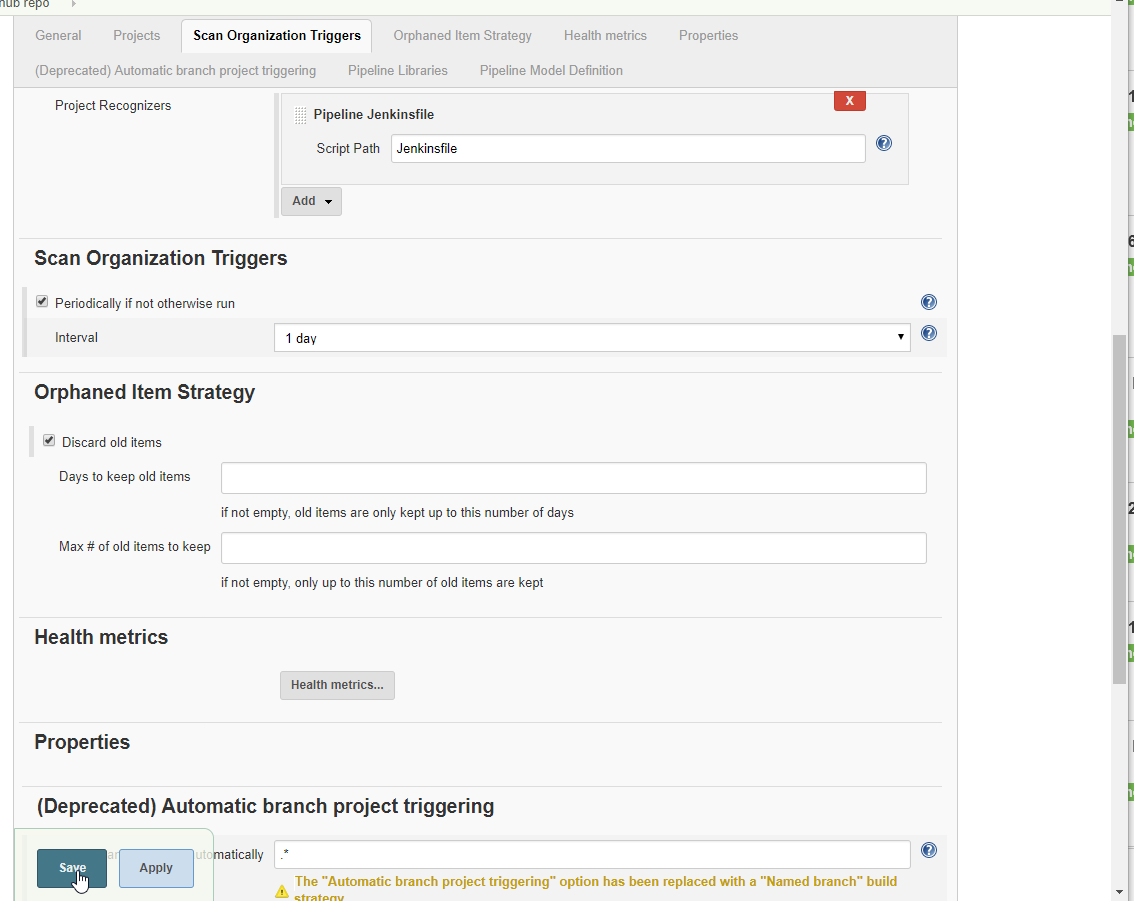 hub repo
General Projects Scan Organization Triggers Orphaned Item Strategy Health metrics Properties
(Deprecated) Automatic branch project triggering Pipeline Libraries Pipeline Model Definition
Project Recognizers
X
Pipeline Jenkinsfile
Script Path Jenkinsfile
Add
Scan Organization Triggers
Periodically if not otherwise run
Interval 1 day
Orphaned Item Strategy
Discard old items
Days to keep old items
if not empty, old items are only kept up to this number of days
Max # of old items to keep
if not empty, only up to this number of old items are kept
Health metrics
Health metrics...
Properties
(Deprecated) Automatic branch project triggering
utomatically .*
Save Apply
The "Automatic branch project triggering" option has been replaced with a "Named branch" build
strategy